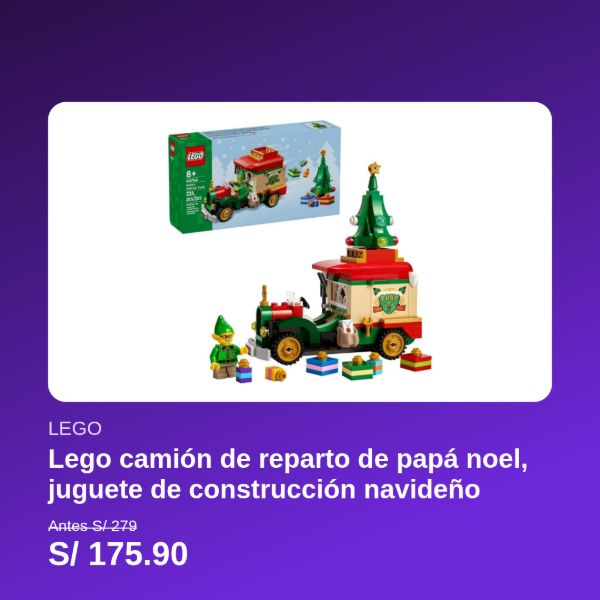 LEGO
8+
LEGO
Lego camión de reparto de papá noel,
juguete de construcción navideño
Antes S/ 279
S/ 175.90